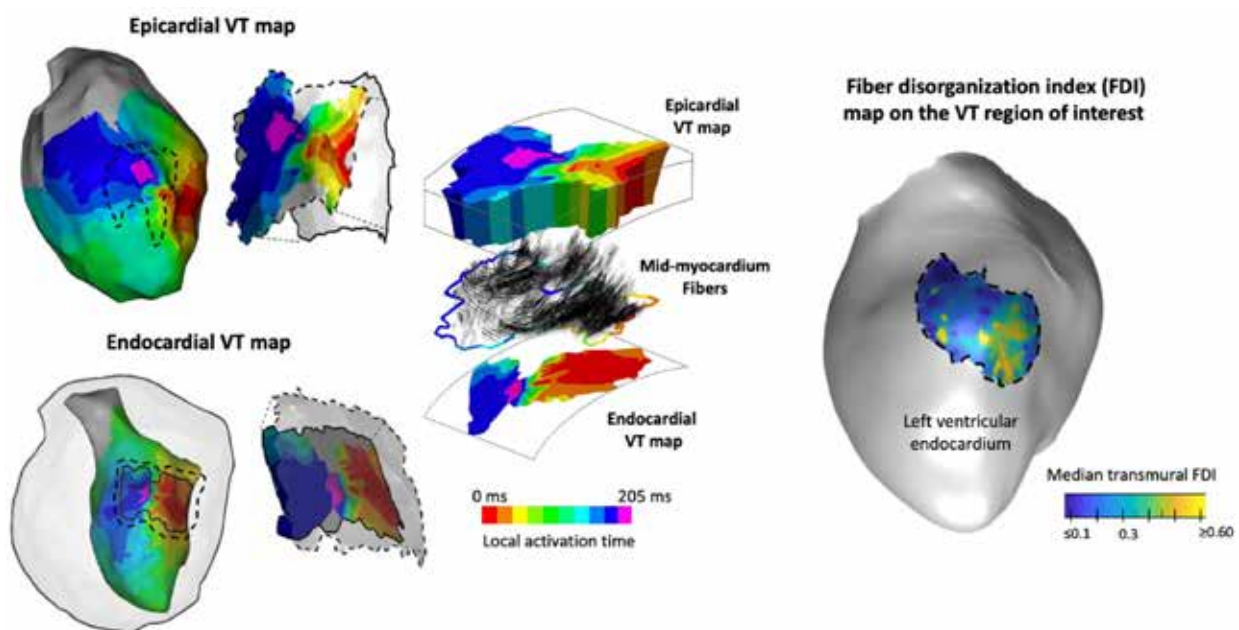 Epicardial VT map
Endocardial VT map
Epicardial
VT map
Mid-myocardium
Fibers
Endocardial
VT map
0 ms
205 ms
Local activation time
Fiber disorganization index (FDI)
map on the VT region of interest
Left ventricular
endocardium
Median transmural FDI
≤0.1
0.3
≥0.60